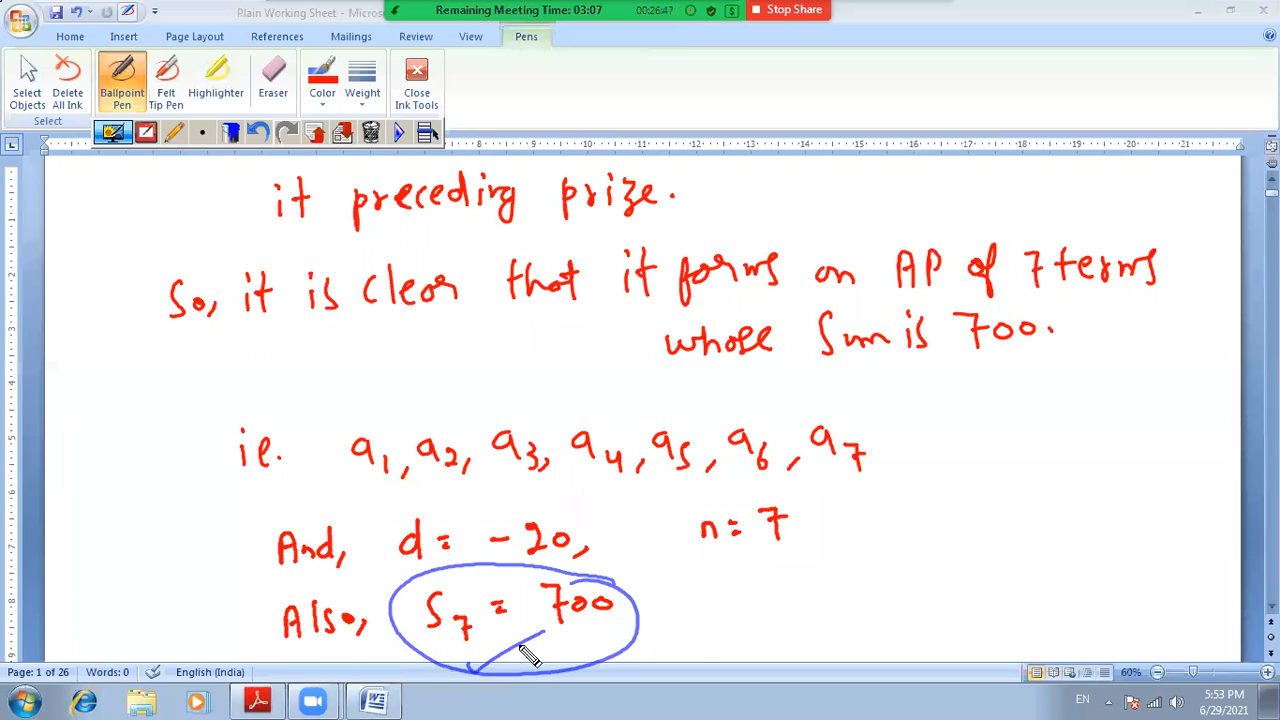 Plain Working Sheet - Micros
Remaining Meeting Time: 03:07
00:26:47
Stop Share
Home Insert Page Layout References Mailings Review View Pens
Select Objects
Delete All Ink
Ballpoint Pen
Felt Tip Pen
Highlighter
Eraser
Color
Weight
Close Ink Tools
Select
it preceding prize.
So, it is clear that it forms an AP of 7 terms
whose Sum is 700.
ie. a1, a2, a3, a4, a5, a6, a7
And, d = -20, n = 7
Also, S7 = 700
Page: 1 of 26 Words: 0 English (India) 60%
EN 5:53 PM
6/29/2021